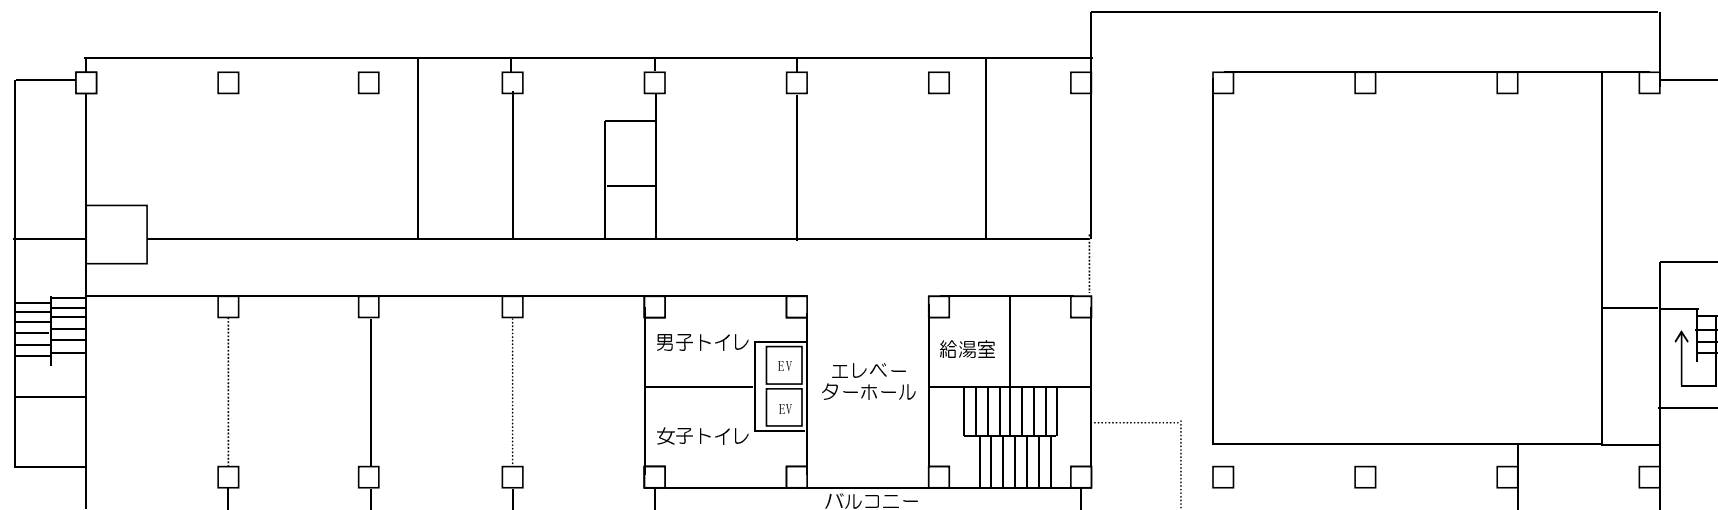 男子トイレ
EV
給湯室
エレベー
ターホール
EV
女子トイレ
バルコニー